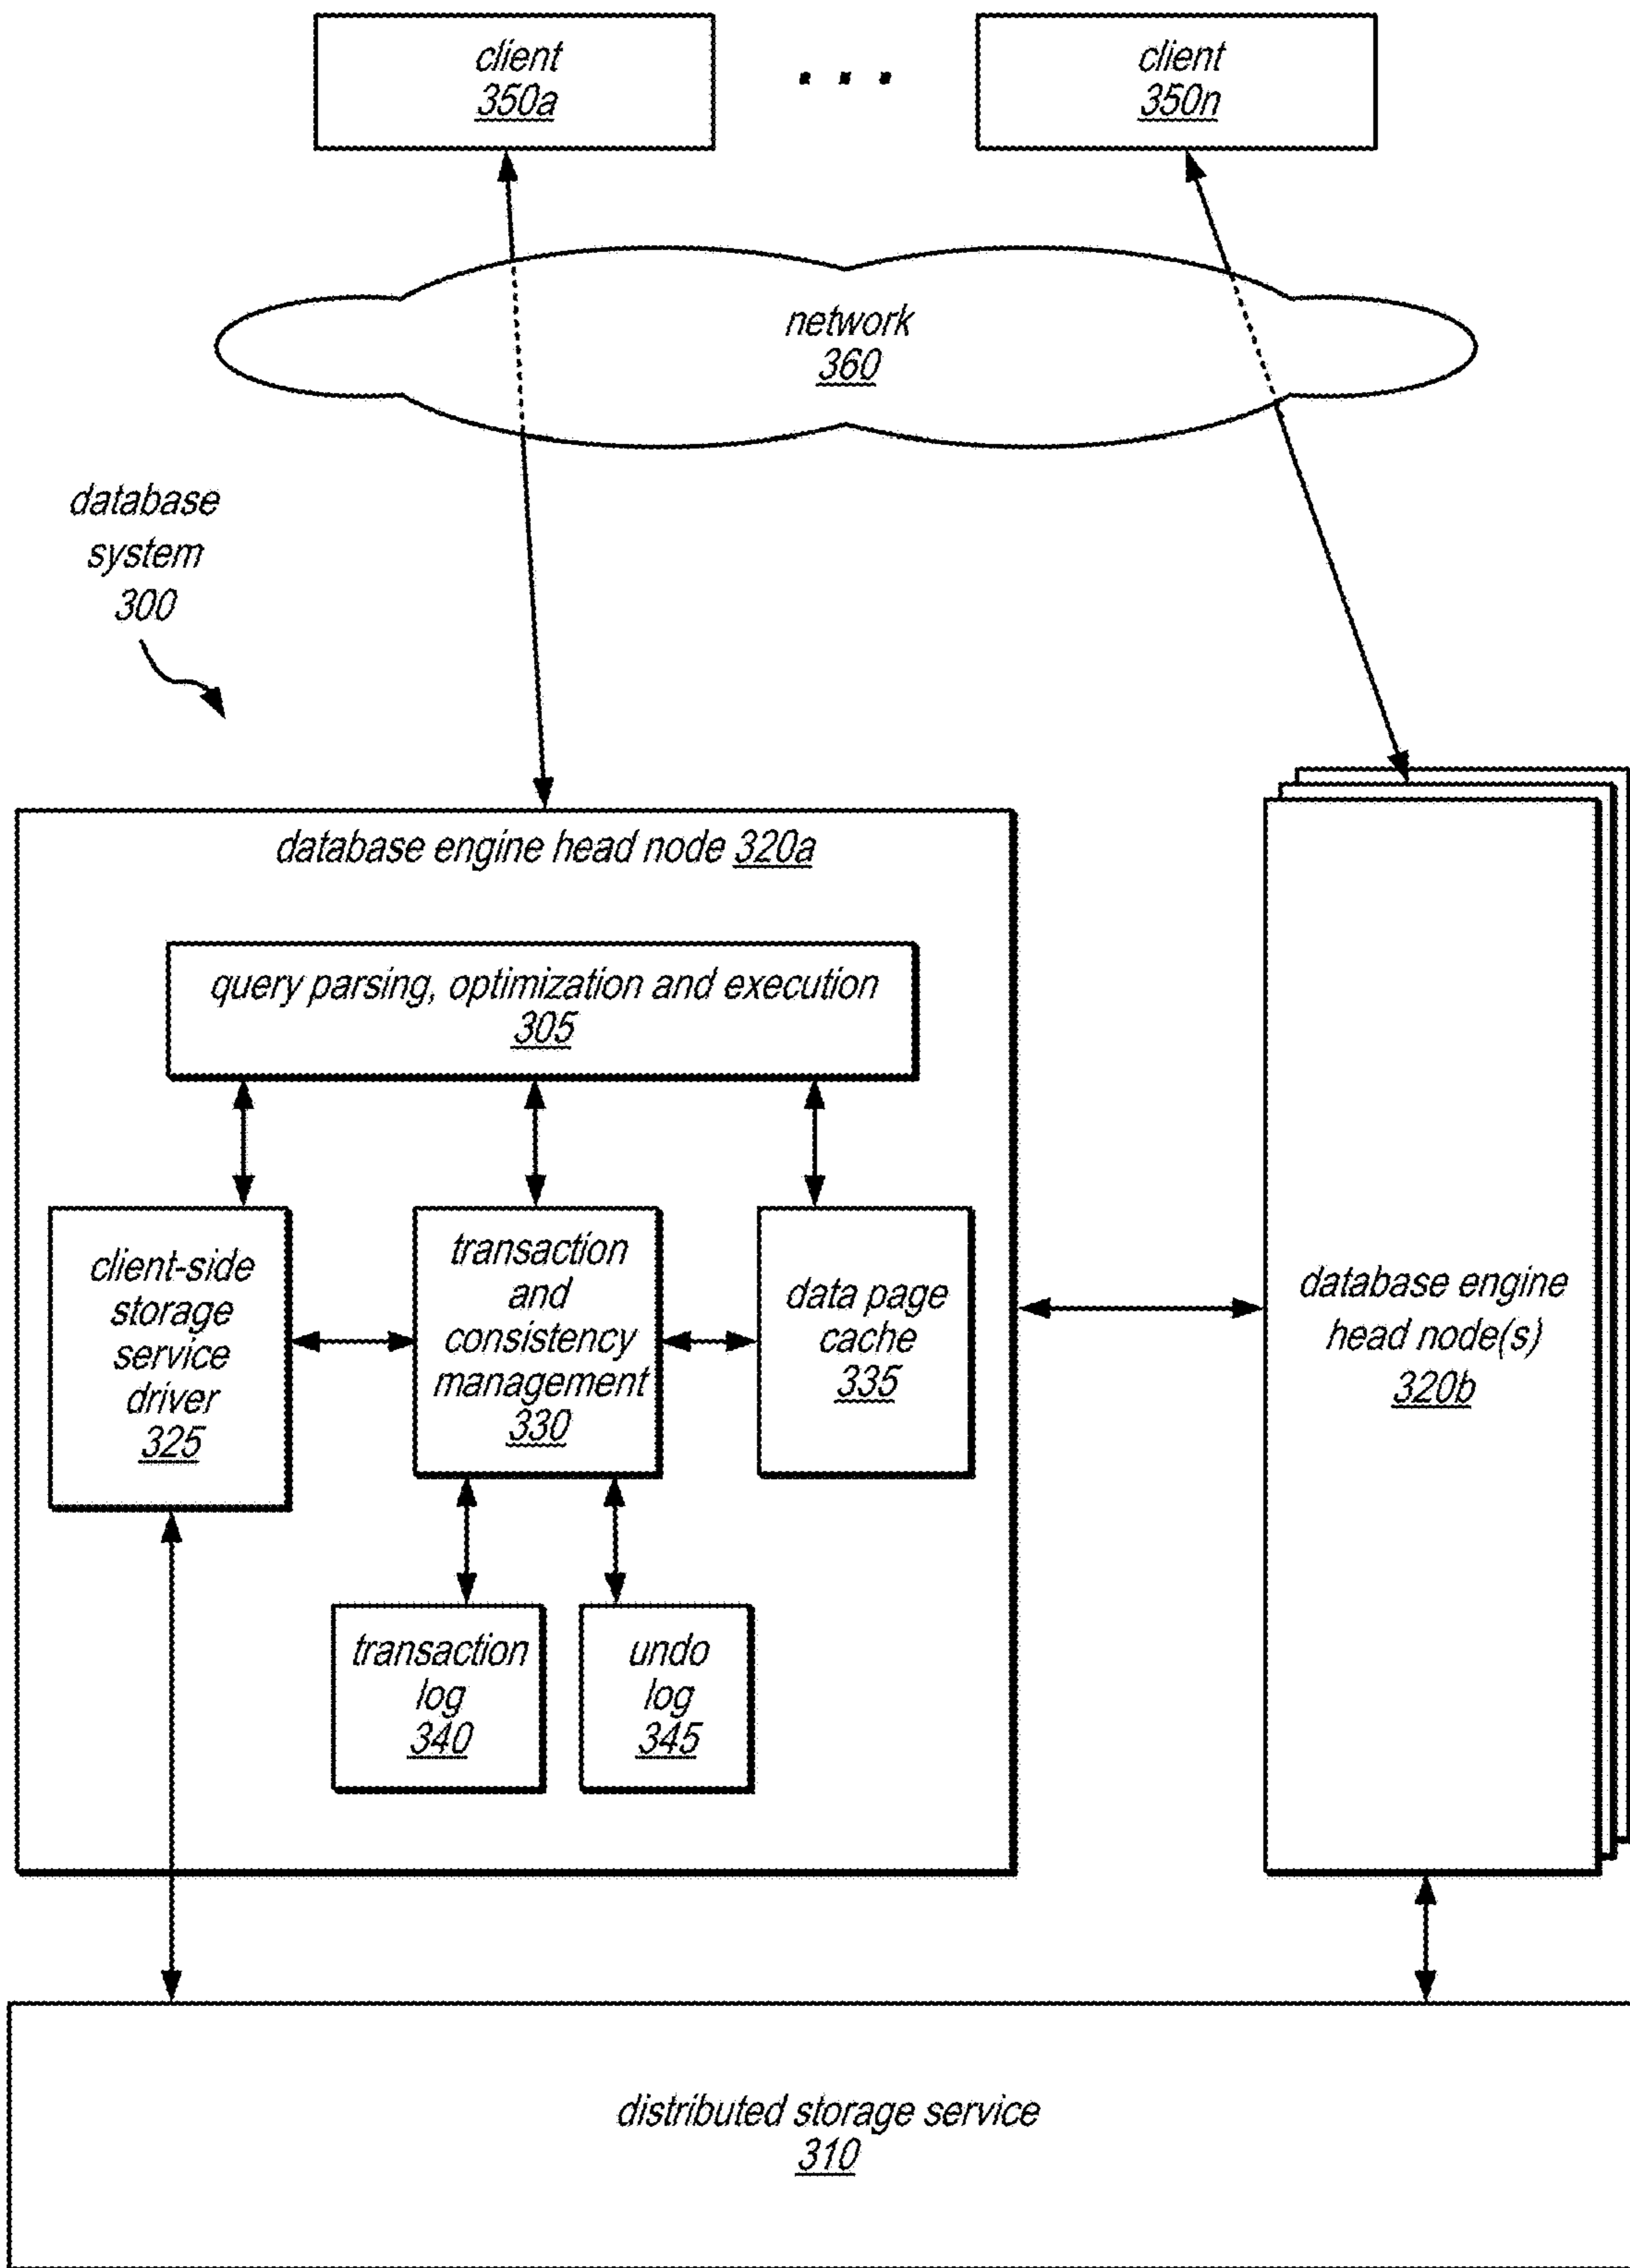 client
350a
client
350n
network
360
database
system
300
database engine head node 320a
query parsing, optimization and execution
305
client-side
storage
service
driver
325
transaction
and
consistency
management
330
data page
cache
335
database engine
head node(s)
320b
transaction
log
340
undo
log
345
distributed storage service
310